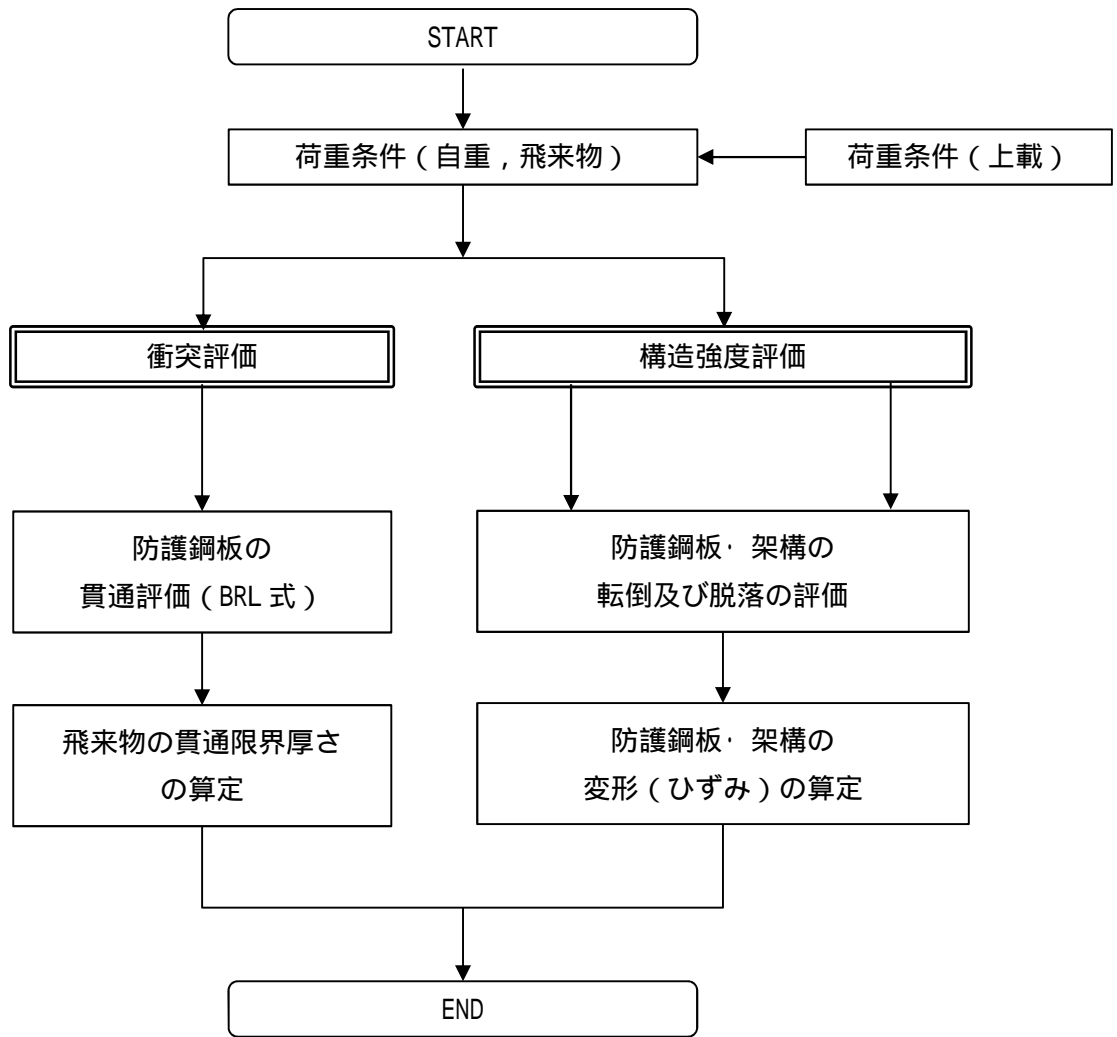 START
荷重条件(自重,飛来物)
荷重条件(上載)
衝突評価
構造強度評価
防護鋼板の
貫通評価(BRL 式)
防護鋼板・架構の
転倒及び脱落の評価
飛来物の貫通限界厚さ
の算定
防護鋼板・架構の
変形(ひずみ)の算定
END